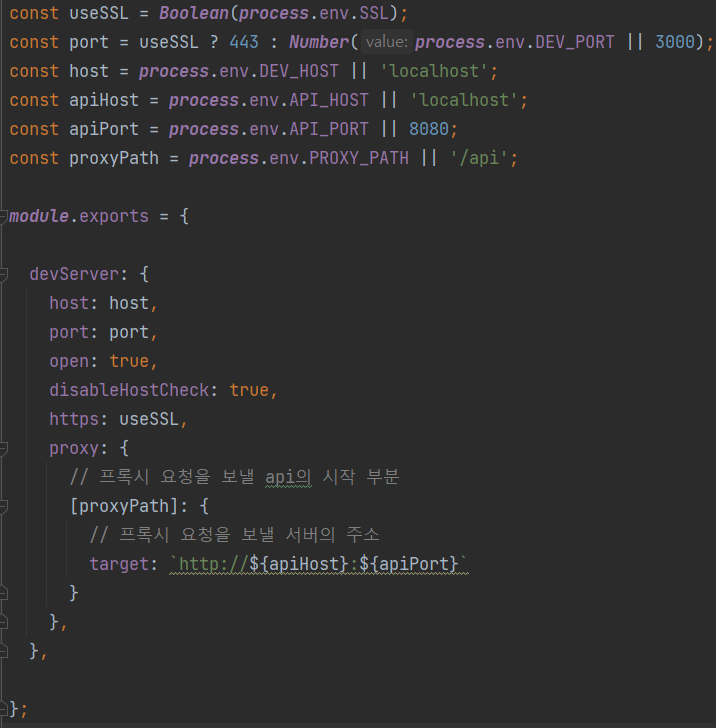 const useSSL = Boolean(process.env.SSL);
const port = useSSL ? 443 : Number( value: process.env.DEV_PORT || 3000);
const host = process.env.DEV_HOST || 'localhost';
const apiHost = process.env.API_HOST || 'localhost';
const apiPort = process.env.API_PORT || 8080;
const proxyPath = process.env.PROXY_PATH || '/api';
module.exports = {
devServer: {
host: host,
port: port,
open: true,
disableHostCheck: true,
https: useSSL,
proxy: {
// 프록시 요청을 보낼 api의 시작 부분
[proxyPath]: {
// 프록시 요청을 보낼 서버의 주소
target: `http://${apiHost}:${apiPort}`
}
},
},
};